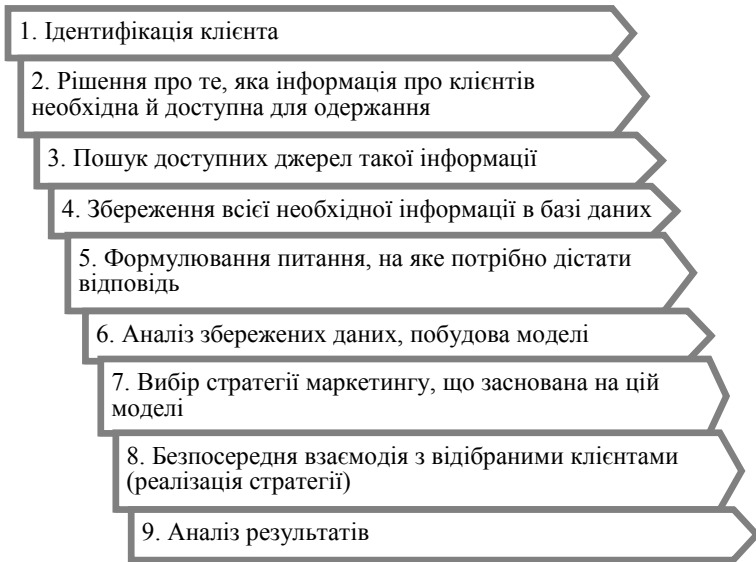 1. Ідентифікація клієнта
2. Рішення про те, яка інформація про клієнтів
необхідна й доступна для одержання
3. Пошук доступних джерел такої інформації
4. Збереження всієї необхідної інформації в базі даних
5. Формулювання питання, на яке потрібно дістати
відповідь
6. Аналіз збережених даних, побудова моделі
7. Вибір стратегії маркетингу, що заснована на цій
моделі
8. Безпосередня взаємодія з відібраними клієнтами
(реалізація стратегії)
9. Аналіз результатів